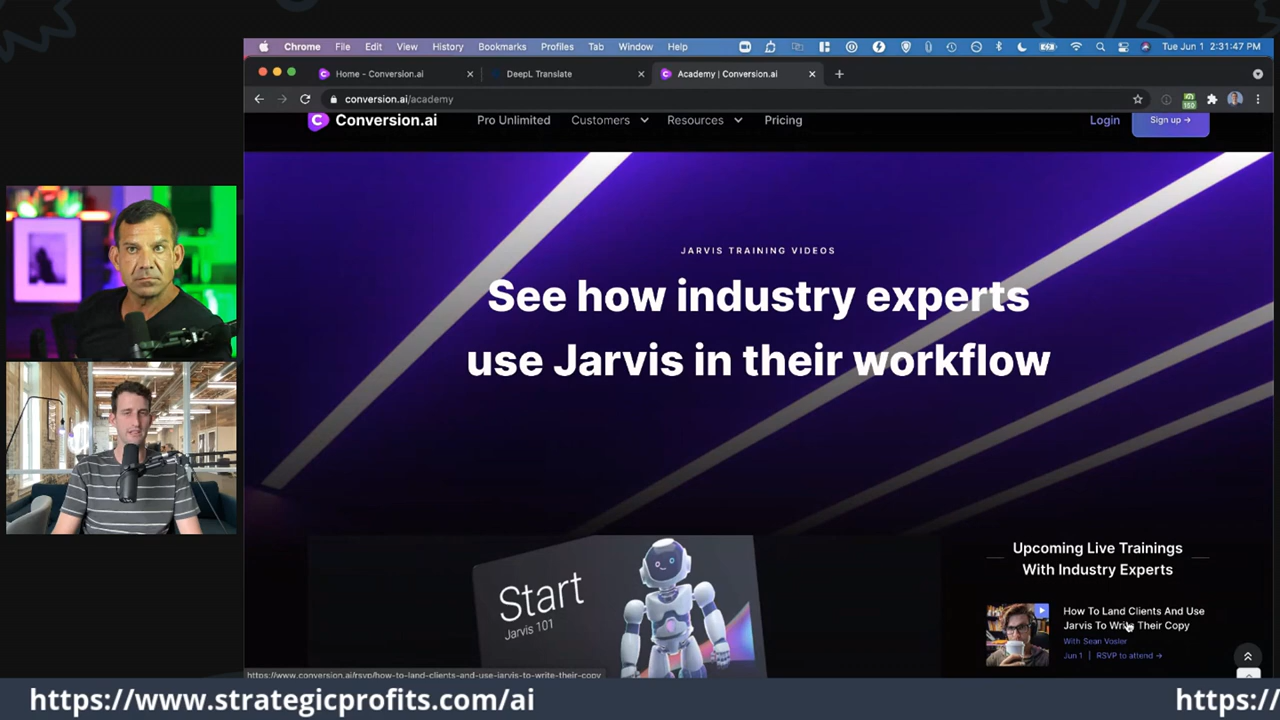 Chrome File Edit View History Bookmarks Profiles Tab Window Help Tue Jun 1 2:31:47 PM
Home - Conversion.ai
DeepL Translate
Academy | Conversion.ai
conversion.ai/academy
150
Conversion.ai
Pro Unlimited
Customers
Resources
Pricing
Login
Sign up →
JARVIS TRAINING VIDEOS
See how industry experts
use Jarvis in their workflow
Start
Jarvis 101
Upcoming Live Trainings
With Industry Experts
How To Land Clients And Use
Jarvis To Write Their Copy
With Sean Vosler
Jun 1 | RSVP to attend →
https://www.conversion.ai/rsvp/how-to-land-clients-and-use-jarvis-to-write-their-copy
https://www.strategicprofits.com/ai
https:/